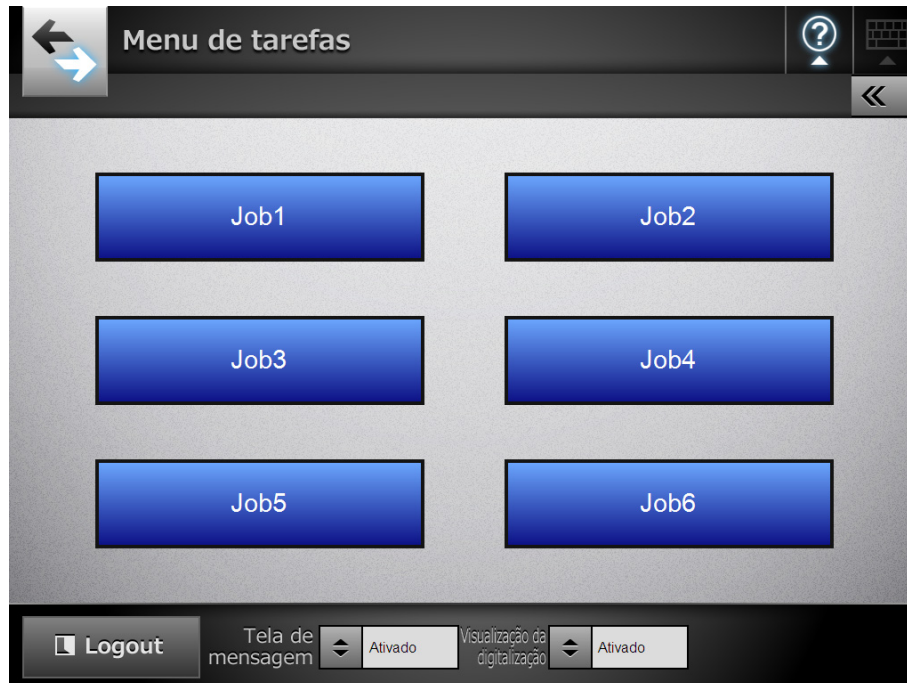 Menu de tarefas
?
Job1
Job2
Job3
Job4
Job5
Job6
Logout
Tela de
mensagem
Ativado
Visualização da
digitalização
Ativado